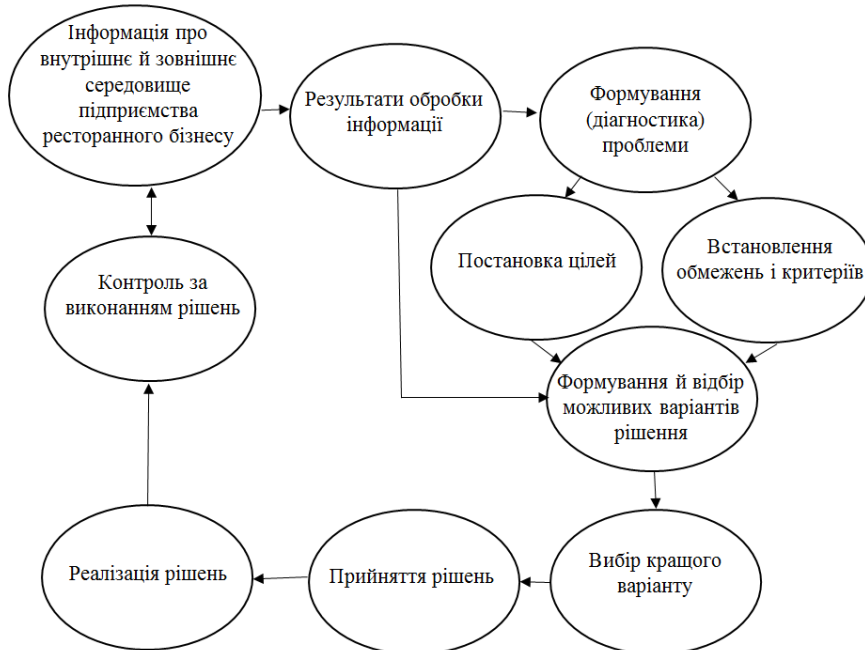 Інформація про
внутрішнє й зовнішнє
середовище
підприємства
ресторанного бізнесу
Результати обробки
інформації
Формування
(діагностика)
проблеми
Постановка цілей
Встановлення
обмежень і критеріїв
Контроль за
виконанням рішень
Формування й відбір
можливих варіантів
рішення
Реалізація рішень
Прийняття рішень
Вибір кращого
варіанту